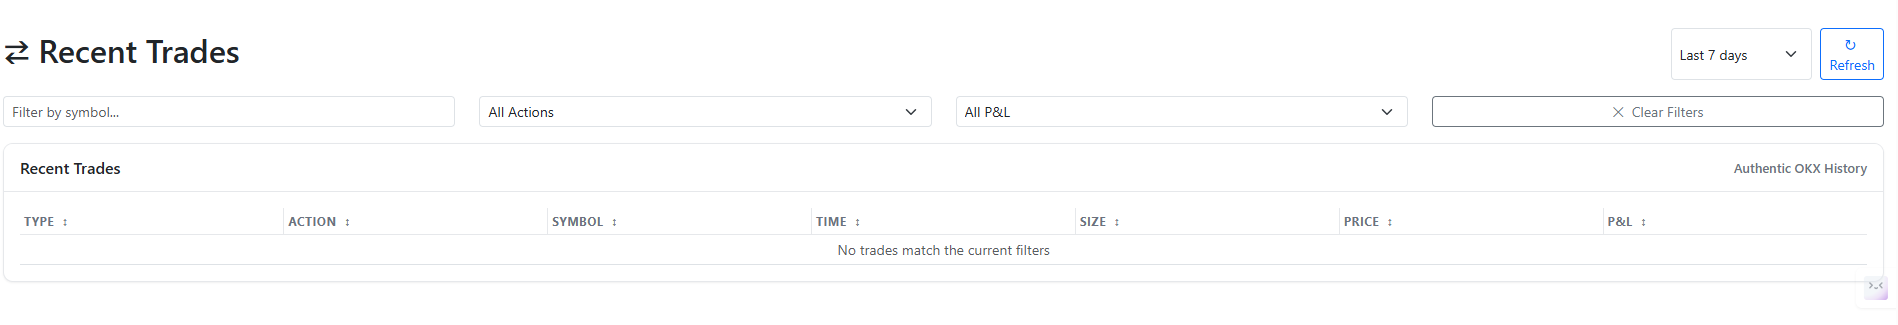 ⇄ Recent Trades
Last 7 days
↻
Refresh
Filter by symbol...
All Actions
All P&L
× Clear Filters
Recent Trades
Authentic OKX History
TYPE ↕ ACTION ↕ SYMBOL ↕ TIME ↕ SIZE ↕ PRICE ↕ P&L ↕
No trades match the current filters